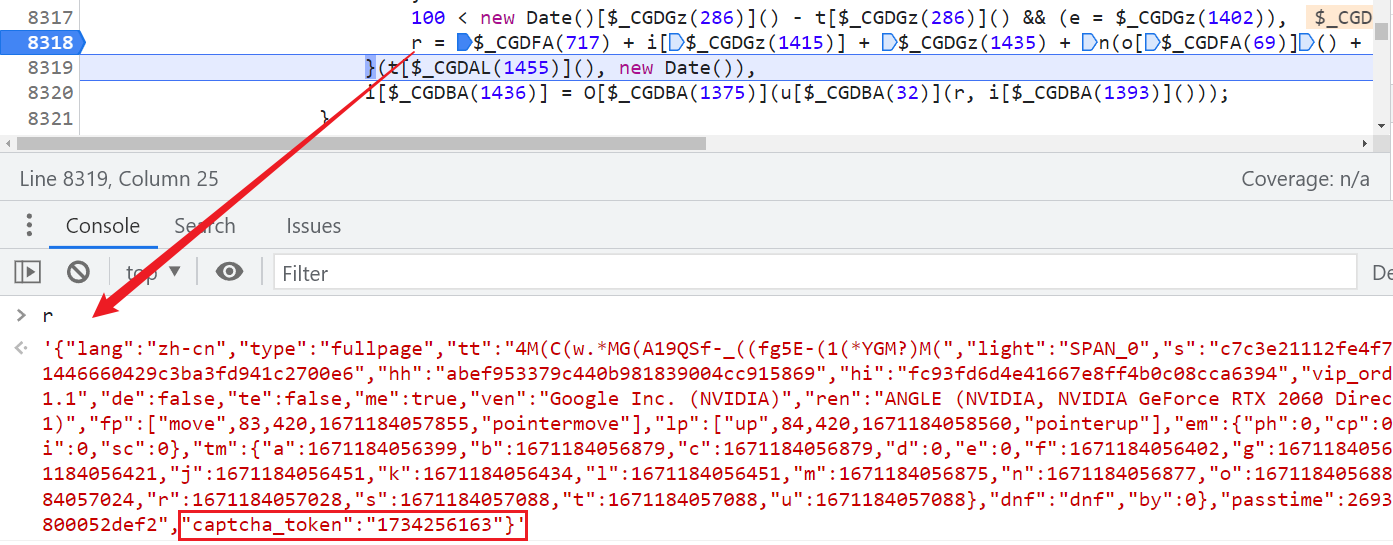 8317 100 < new Date()[$_CGDGz(286)]() - t[$_CGDGz(286)]() && (e = $_CGDGz(1402)), $_CGD
8318 r = $_CGDFA(717) + i[$_CGDGz(1415)] + $_CGDGz(1435) + n(o[$_CGDFA(69)]() +
8319 }(t[$_CGDAL(1455)](), new Date()),
8320 i[$_CGDBA(1436)] = O[$_CGDBA(1375)](u[$_CGDBA(32)](r, i[$_CGDBA(1393)]()));
8321 }
Line 8319, Column 25 Coverage: n/a
Console Search Issues
top ▼ Filter De
> r
'{"lang":"zh-cn","type":"fullpage","tt":"4M(C(w.*MG(A19QSf-_((fg5E-(1(*YGM?)M(","light":"SPAN_0","s":"c7c3e21112fe4f7
1446660429c3ba3fd941c2700e6","hh":"abef953379c440b981839004cc915869","hi":"fc93fd6d4e41667e8ff4b0c08cca6394","vip_ord
1.1","de":false,"te":false,"me":true,"ven":"Google Inc. (NVIDIA)","ren":"ANGLE (NVIDIA, NVIDIA GeForce RTX 2060 Direc
1)","fp":["move",83,420,1671184057855,"pointermove"],"lp":["up",84,420,1671184058560,"pointerup"],"em":{"ph":0,"cp":0
i":0,"sc":0},"tm":{"a":1671184056399,"b":1671184056879,"c":1671184056879,"d":0,"e":0,"f":1671184056402,"g":1671184056
1184056421,"j":1671184056451,"k":1671184056434,"l":1671184056451,"m":1671184056875,"n":1671184056877,"o":167118405688
84057024,"r":1671184057028,"s":1671184057088,"t":1671184057088,"u":1671184057088},"dnf":"dnf","by":0},"passtime":2693
800052def2","captcha_token":"1734256163"}'